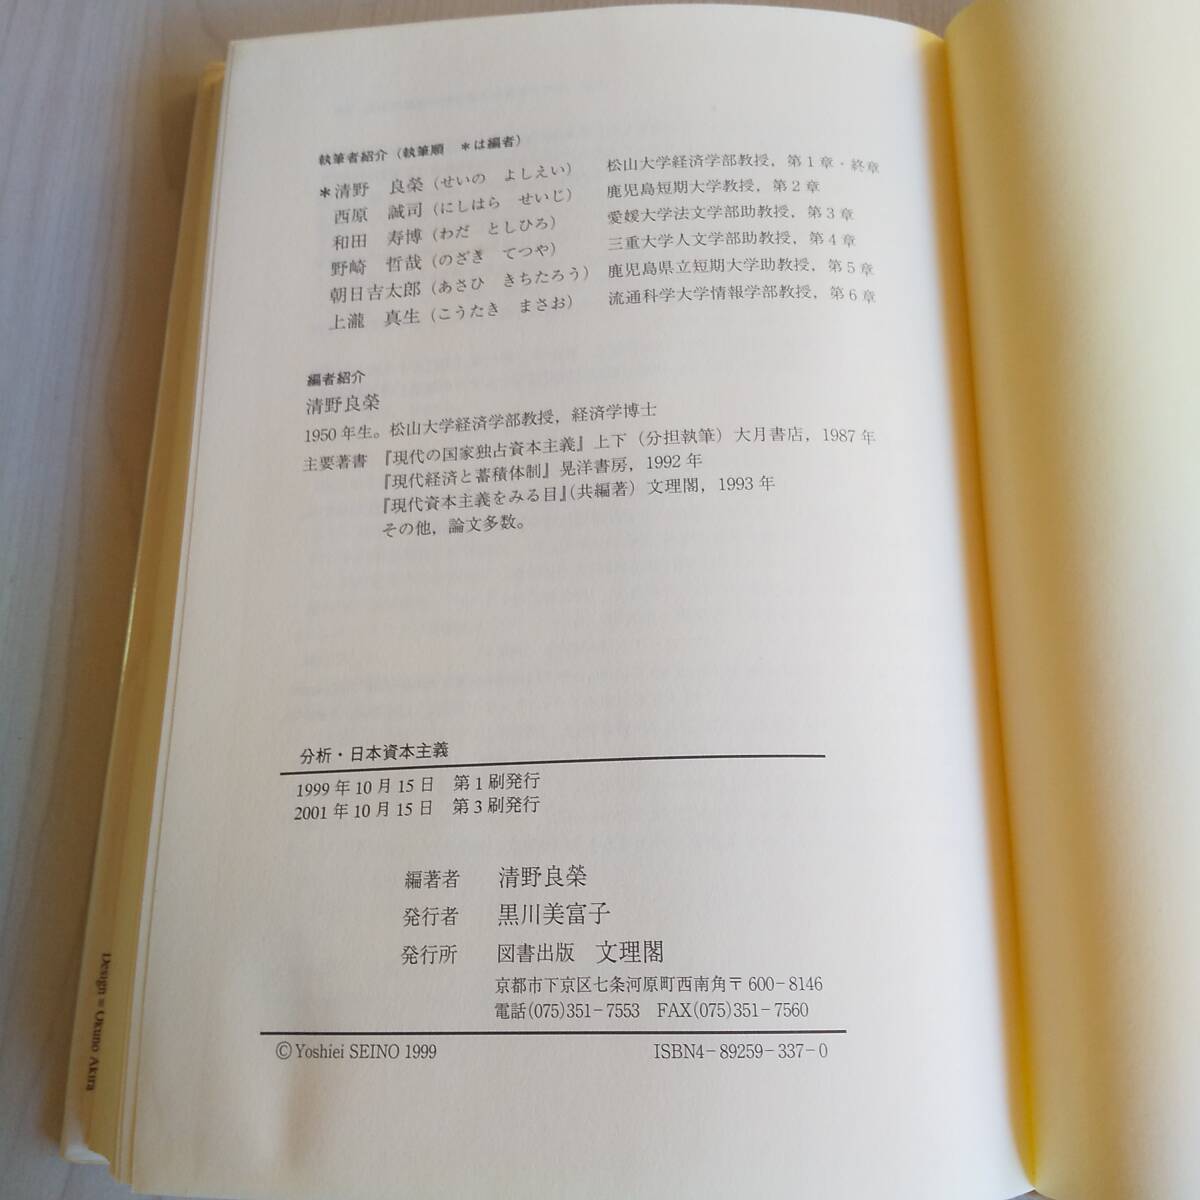 執筆者紹介（執筆順　＊は編者）
＊清野　良榮（せいの　よしえい）　松山大学経済学部教授，第1章・終章
西原　誠司（にしはら　せいじ）　鹿児島短期大学教授，第2章
和田　寿博（わだ　としひろ）　愛媛大学法文学部助教授，第3章
野崎　哲哉（のざき　てつや）　三重大学人文学部助教授，第4章
朝日吉太郎（あさひ　きちたろう）　鹿児島県立短期大学助教授，第5章
上瀧　真生（こうたき　まさお）　流通科学大学情報学部教授，第6章
編者紹介
清野良榮
1950年生。松山大学経済学部教授，経済学博士
主要著書　『現代の国家独占資本主義』上下（分担執筆）大月書店，1987年
『現代経済と蓄積体制』晃洋書房，1992年
『現代資本主義をみる目』（共編著）文理閣，1993年
その他，論文多数。
分析・日本資本主義
1999年10月15日　第1刷発行
2001年10月15日　第3刷発行
編著者　清野良榮
発行者　黒川美富子
発行所　図書出版　文理閣
京都市下京区七条河原町西南角〒600-8146
電話(075)351-7553　FAX(075)351-7560
©Yoshiei SEINO 1999　ISBN4-89259-337-0
Design = Okuno Akira